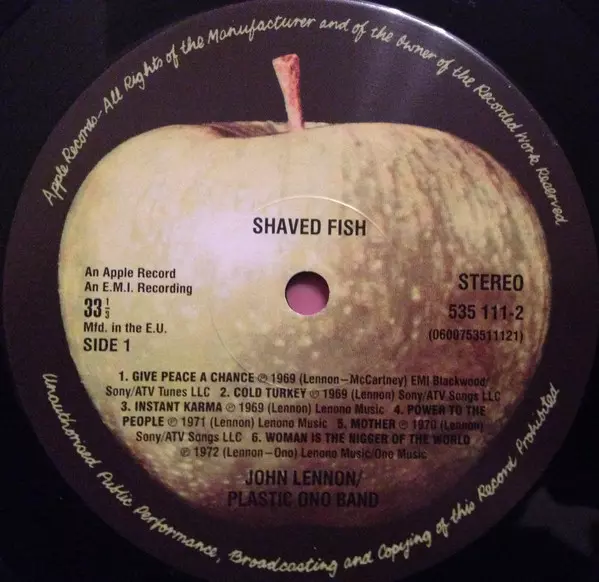 Apple Records-All Rights of the Manufacturer and of the Owner of the Recorded Work Reserved
SHAVED FISH
An Apple Record
An E.M.I. Recording
33 1/3
Mfd. in the E.U.
SIDE 1
STEREO
535 111-2
(0600753511121)
1. GIVE PEACE A CHANCE ℗ 1969 (Lennon–McCartney) EMI Blackwood/
Sony/ATV Tunes LLC 2. COLD TURKEY ℗ 1969 (Lennon) Sony/ATV Songs LLC
3. INSTANT KARMA ℗ 1969 (Lennon) Lenono Music 4. POWER TO THE
PEOPLE ℗ 1971 (Lennon) Lenono Music 5. MOTHER ℗ 1970 (Lennon)
Sony/ATV Songs LLC 6. WOMAN IS THE NIGGER OF THE WORLD
℗ 1972 (Lennon–Ono) Lenono Music/Ono Music
JOHN LENNON/
PLASTIC ONO BAND
Unauthorised Public Performance, Broadcasting and Copying of this Record Prohibited